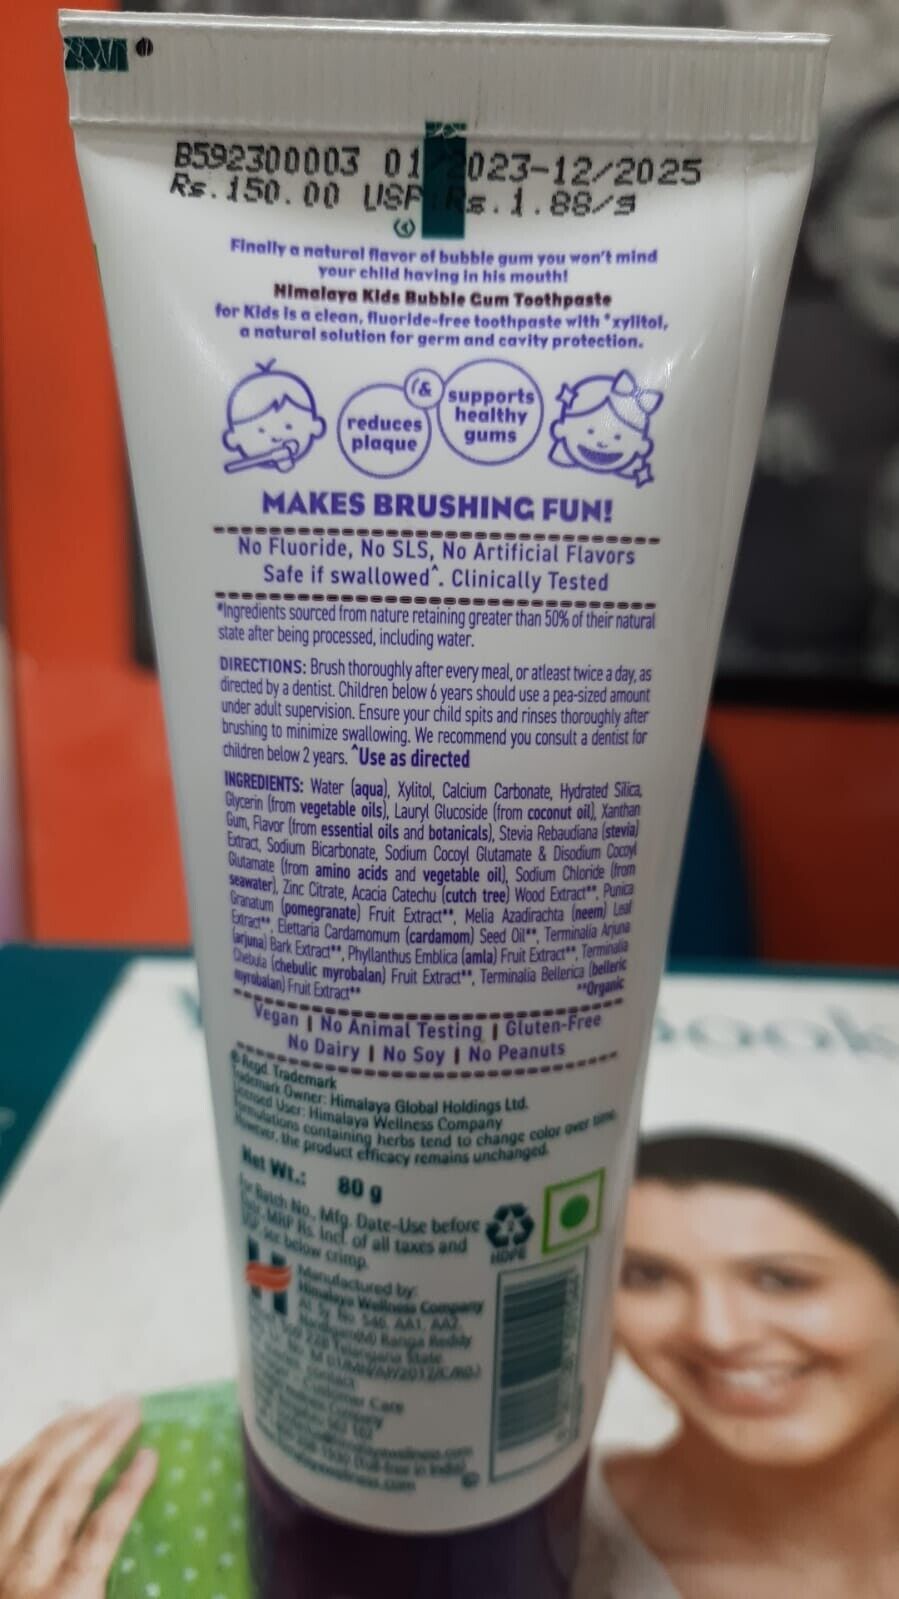 B592300003 01 2023-12/2025
Rs.150.00 USP Rs.1.88/g
Finally a natural flavor of bubble gum you won't mind
your child having in his mouth!
Himalaya Kids Bubble Gum Toothpaste
for Kids is a clean, fluoride-free toothpaste with *xylitol,
a natural solution for germ and cavity protection.
reduces
plaque
&
supports
healthy
gums
MAKES BRUSHING FUN!
No Fluoride, No SLS, No Artificial Flavors
Safe if swallowed^. Clinically Tested
*Ingredients sourced from nature retaining greater than 50% of their natural
state after being processed, including water.
DIRECTIONS: Brush thoroughly after every meal, or atleast twice a day, as
directed by a dentist. Children below 6 years should use a pea-sized amount
under adult supervision. Ensure your child spits and rinses thoroughly after
brushing to minimize swallowing. We recommend you consult a dentist for
children below 2 years. ^Use as directed
INGREDIENTS: Water (aqua), Xylitol, Calcium Carbonate, Hydrated Silica,
Glycerin (from vegetable oils), Lauryl Glucoside (from coconut oil), Xanthan
Gum, Flavor (from essential oils and botanicals), Stevia Rebaudiana (stevia)
Extract, Sodium Bicarbonate, Sodium Cocoyl Glutamate & Disodium Cocoyl
Glutamate (from amino acids and vegetable oil), Sodium Chloride (from
seawater), Zinc Citrate, Acacia Catechu (cutch tree) Wood Extract**, Punica
Granatum (pomegranate) Fruit Extract**, Melia Azadirachta (neem) Leaf
Extract**, Elettaria Cardamomum (cardamom) Seed Oil**, Terminalia Arjuna
(arjuna) Bark Extract**, Phyllanthus Emblica (amla) Fruit Extract**, Terminalia
Chebula (chebulic myrobalan) Fruit Extract**, Terminalia Bellerica (belleric
myrobalan) Fruit Extract** **Organic
Vegan | No Animal Testing | Gluten-Free
No Dairy | No Soy | No Peanuts
® Regd. Trademark
Trademark Owner: Himalaya Global Holdings Ltd.
Licensed User: Himalaya Wellness Company
Formulations containing herbs tend to change color over time.
However, the product efficacy remains unchanged.
Net Wt.: 80 g
For Batch No., Mfg. Date-Use before
date, MRP Rs. Incl. of all taxes and
USP see below crimp.
2
HDPE
Manufactured by:
Himalaya Wellness Company
Telangana State
Customer Care